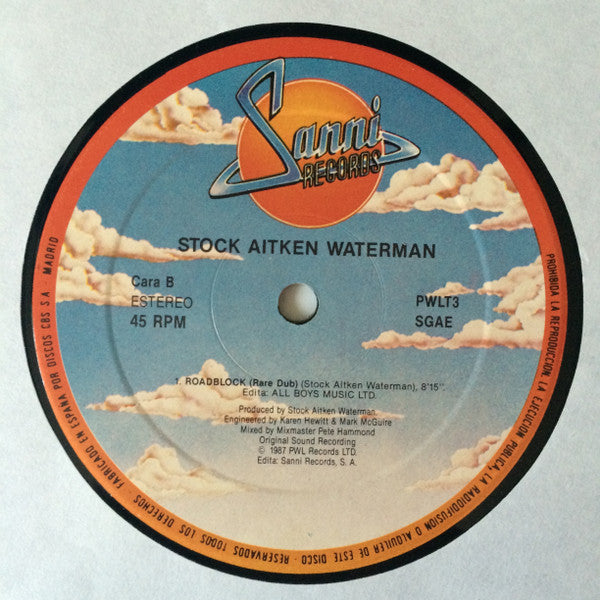 Sanni
RECORDS
STOCK AITKEN WATERMAN
Cara B
ESTEREO
45 RPM
PWLT3
SGAE
1. ROADBLOCK (Rare Dub) (Stock Aitken Waterman), 8'15''.
Edita: ALL BOYS MUSIC LTD.
Produced by Stock Aitken Waterman.
Engineered by Karen Hewitt & Mark McGuire
Mixed by Mixmaster Pete Hammond
Original Sound Recording
© 1987 PWL Records LTD.
Edita: Sanni Records, S. A.
PROHIBIDA LA REPRODUCCION, LA EJECUCION PUBLICA, LA RADIODIFUSION O ALQUILER DE ESTE DISCO · RESERVADOS TODOS LOS DERECHOS · FABRICADO EN ESPAÑA POR DISCOS CBS S.A. - MADRID